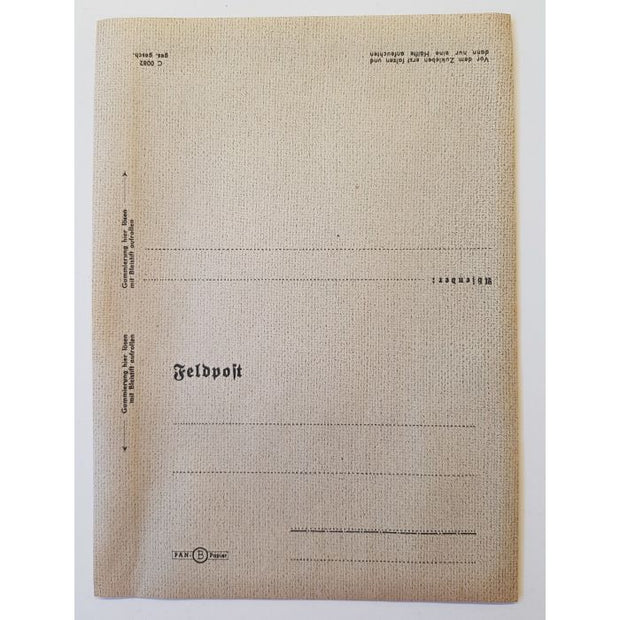 Vor dem Zukleben erst falten und
dann nur eine Hälfte anfeuchten
C 0082
ges. gesch.
Absender:
Gummierung hier lösen
mit Bleistift aufrollen
Gummierung hier lösen
mit Bleistift aufrollen
Feldpost
PAN- B Papier